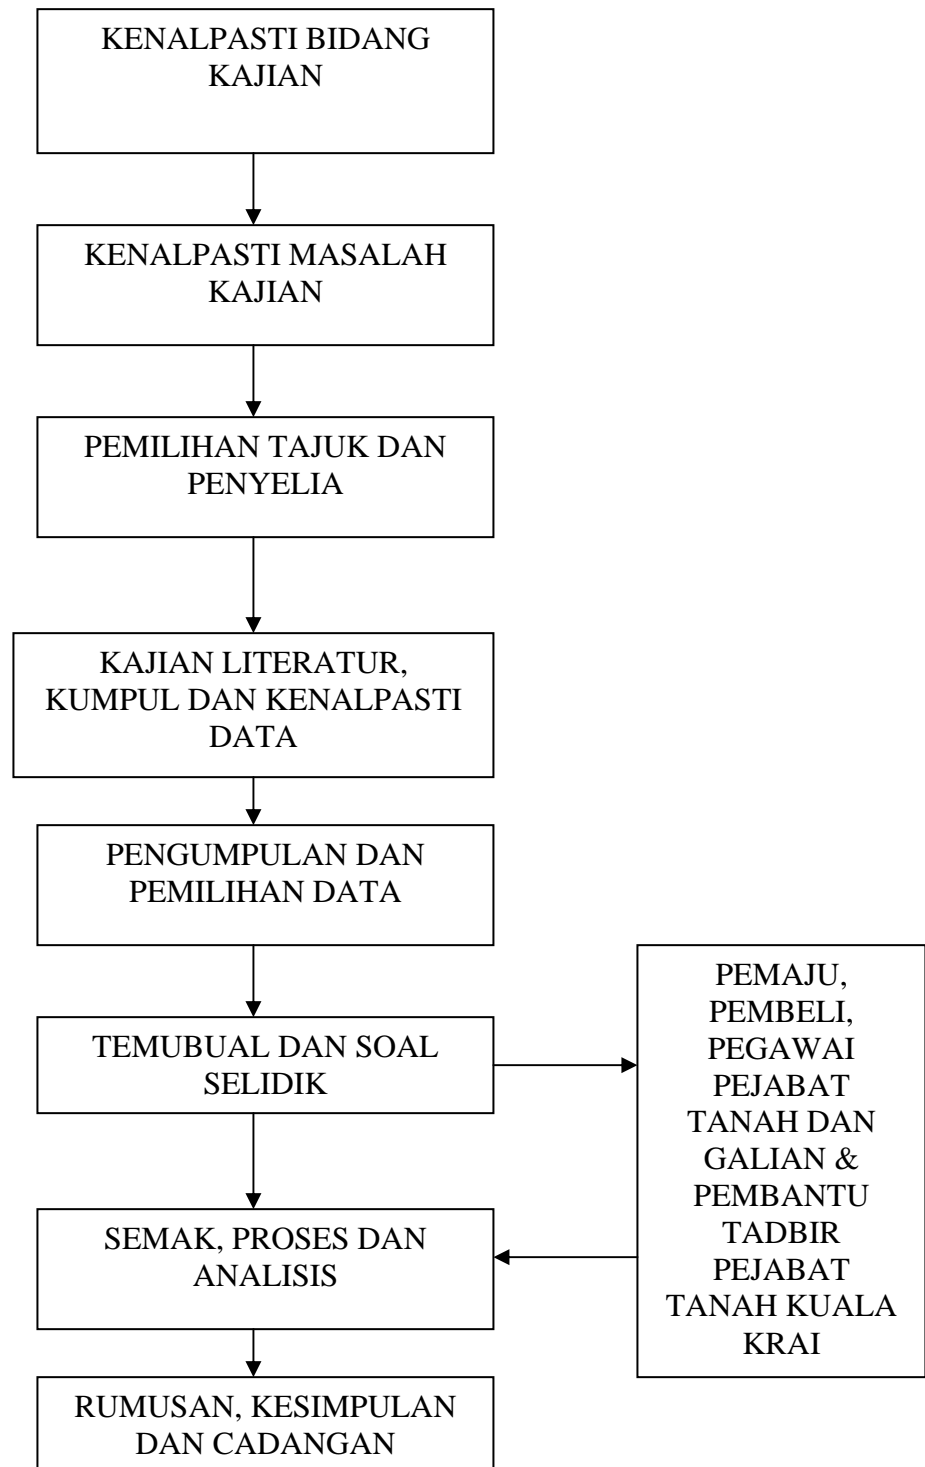 KENALPASTI BIDANG
KAJIAN
KENALPASTI MASALAH
KAJIAN
PEMILIHAN TAJUK DAN
PENYELIA
KAJIAN LITERATUR,
KUMPUL DAN KENALPASTI
DATA
PENGUMPULAN DAN
PEMILIHAN DATA
TEMUBUAL DAN SOAL
SELIDIK
PEMAJU,
PEMBELI,
PEGAWAI
PEJABAT
TANAH DAN
GALIAN &
PEMBANTU
TADBIR
PEJABAT
TANAH KUALA
KRAI
SEMAK, PROSES DAN
ANALISIS
RUMUSAN, KESIMPULAN
DAN CADANGAN